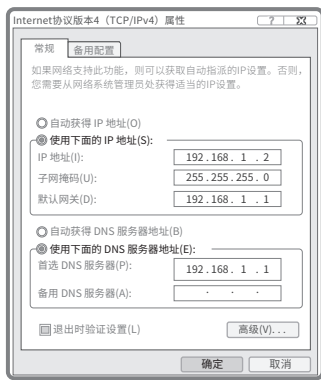 Internet协议版本4（TCP/IPv4）属性
常规 备用配置
如果网络支持此功能，则可以获取自动指派的IP设置。否则，
您需要从网络系统管理员处获得适当的IP设置。
自动获得 IP 地址(O)
使用下面的 IP 地址(S):
IP 地址(I): 192.168. 1 . 2
子网掩码(U): 255.255.255. 0
默认网关(D): 192.168. 1 . 1
自动获得 DNS 服务器地址(B)
使用下面的 DNS 服务器地址(E):
首选 DNS 服务器(P): 192.168. 1 . 1
备用 DNS 服务器(A): . . .
退出时验证设置(L) 高级(V)...
确定 取消